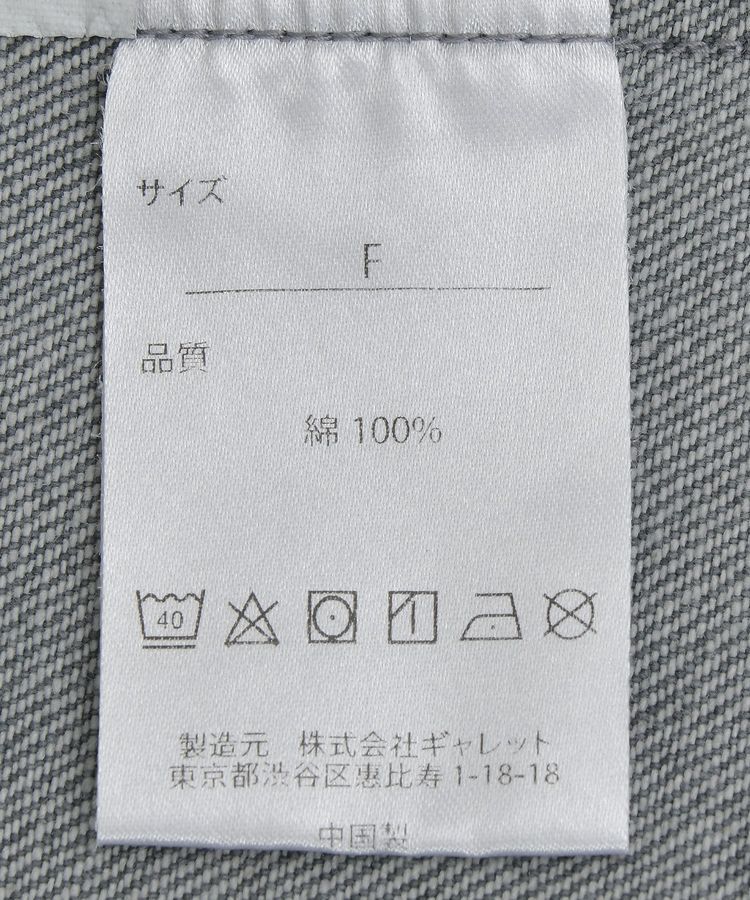 サイズ
F
品質
綿 100%
40
製造元　株式会社ギャレット
東京都渋谷区恵比寿 1-18-18
中国製